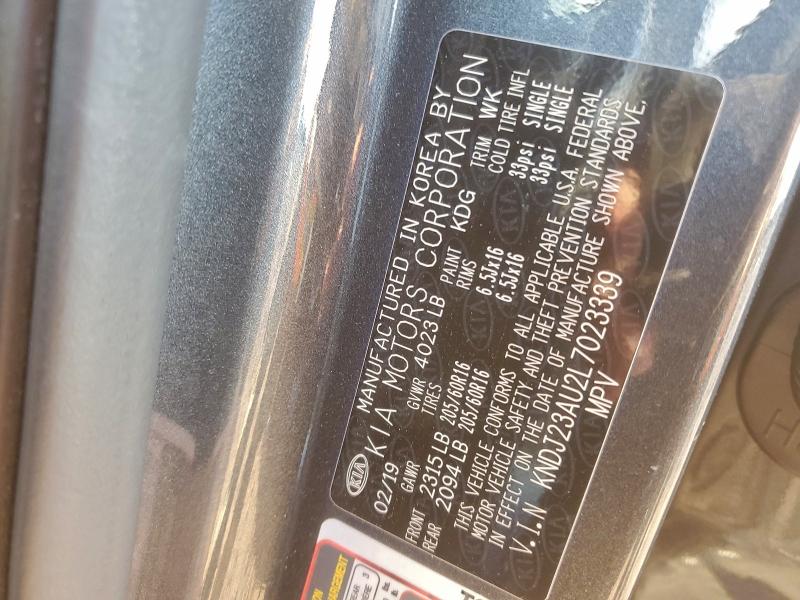 KIA MANUFACTURED IN KOREA BY
KIA MOTORS CORPORATION
02/19 GVWR 4023LB PAINT KDG TRIM WK
GAWR TIRES RIMS COLD TIRE INFL
FRONT 2315LB 205/60R16 6.5Jx16 33psi SINGLE
REAR 2094LB 205/60R16 6.5Jx16 33psi SINGLE
THIS VEHICLE CONFORMS TO ALL APPLICABLE U.S.A. FEDERAL
MOTOR VEHICLE SAFETY AND THEFT PREVENTION STANDARDS
IN EFFECT ON THE DATE OF MANUFACTURE SHOWN ABOVE.
V.I.N KNDJ23AU2L7023339
MPV